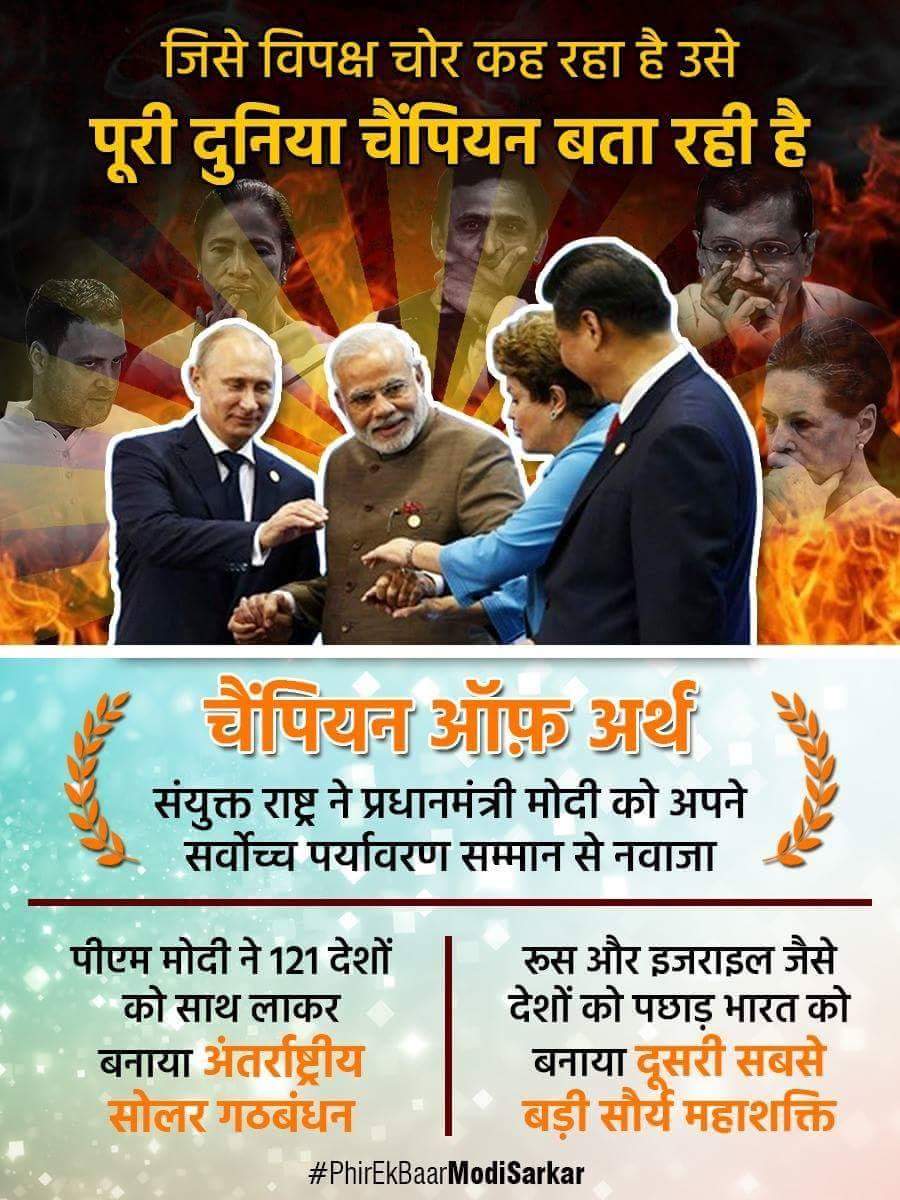 जिसे विपक्ष चोर कह रहा है उसे
पूरी दुनिया चैंपियन बता रही है
चैंपियन ऑफ़ अर्थ
संयुक्त राष्ट्र ने प्रधानमंत्री मोदी को अपने
सर्वोच्च पर्यावरण सम्मान से नवाजा
पीएम मोदी ने 121 देशों
को साथ लाकर
बनाया अंतर्राष्ट्रीय
सोलर गठबंधन
रूस और इजराइल जैसे
देशों को पछाड़ भारत को
बनाया दूसरी सबसे
बड़ी सौर्य महाशक्ति
#PhirEkBaarModiSarkar